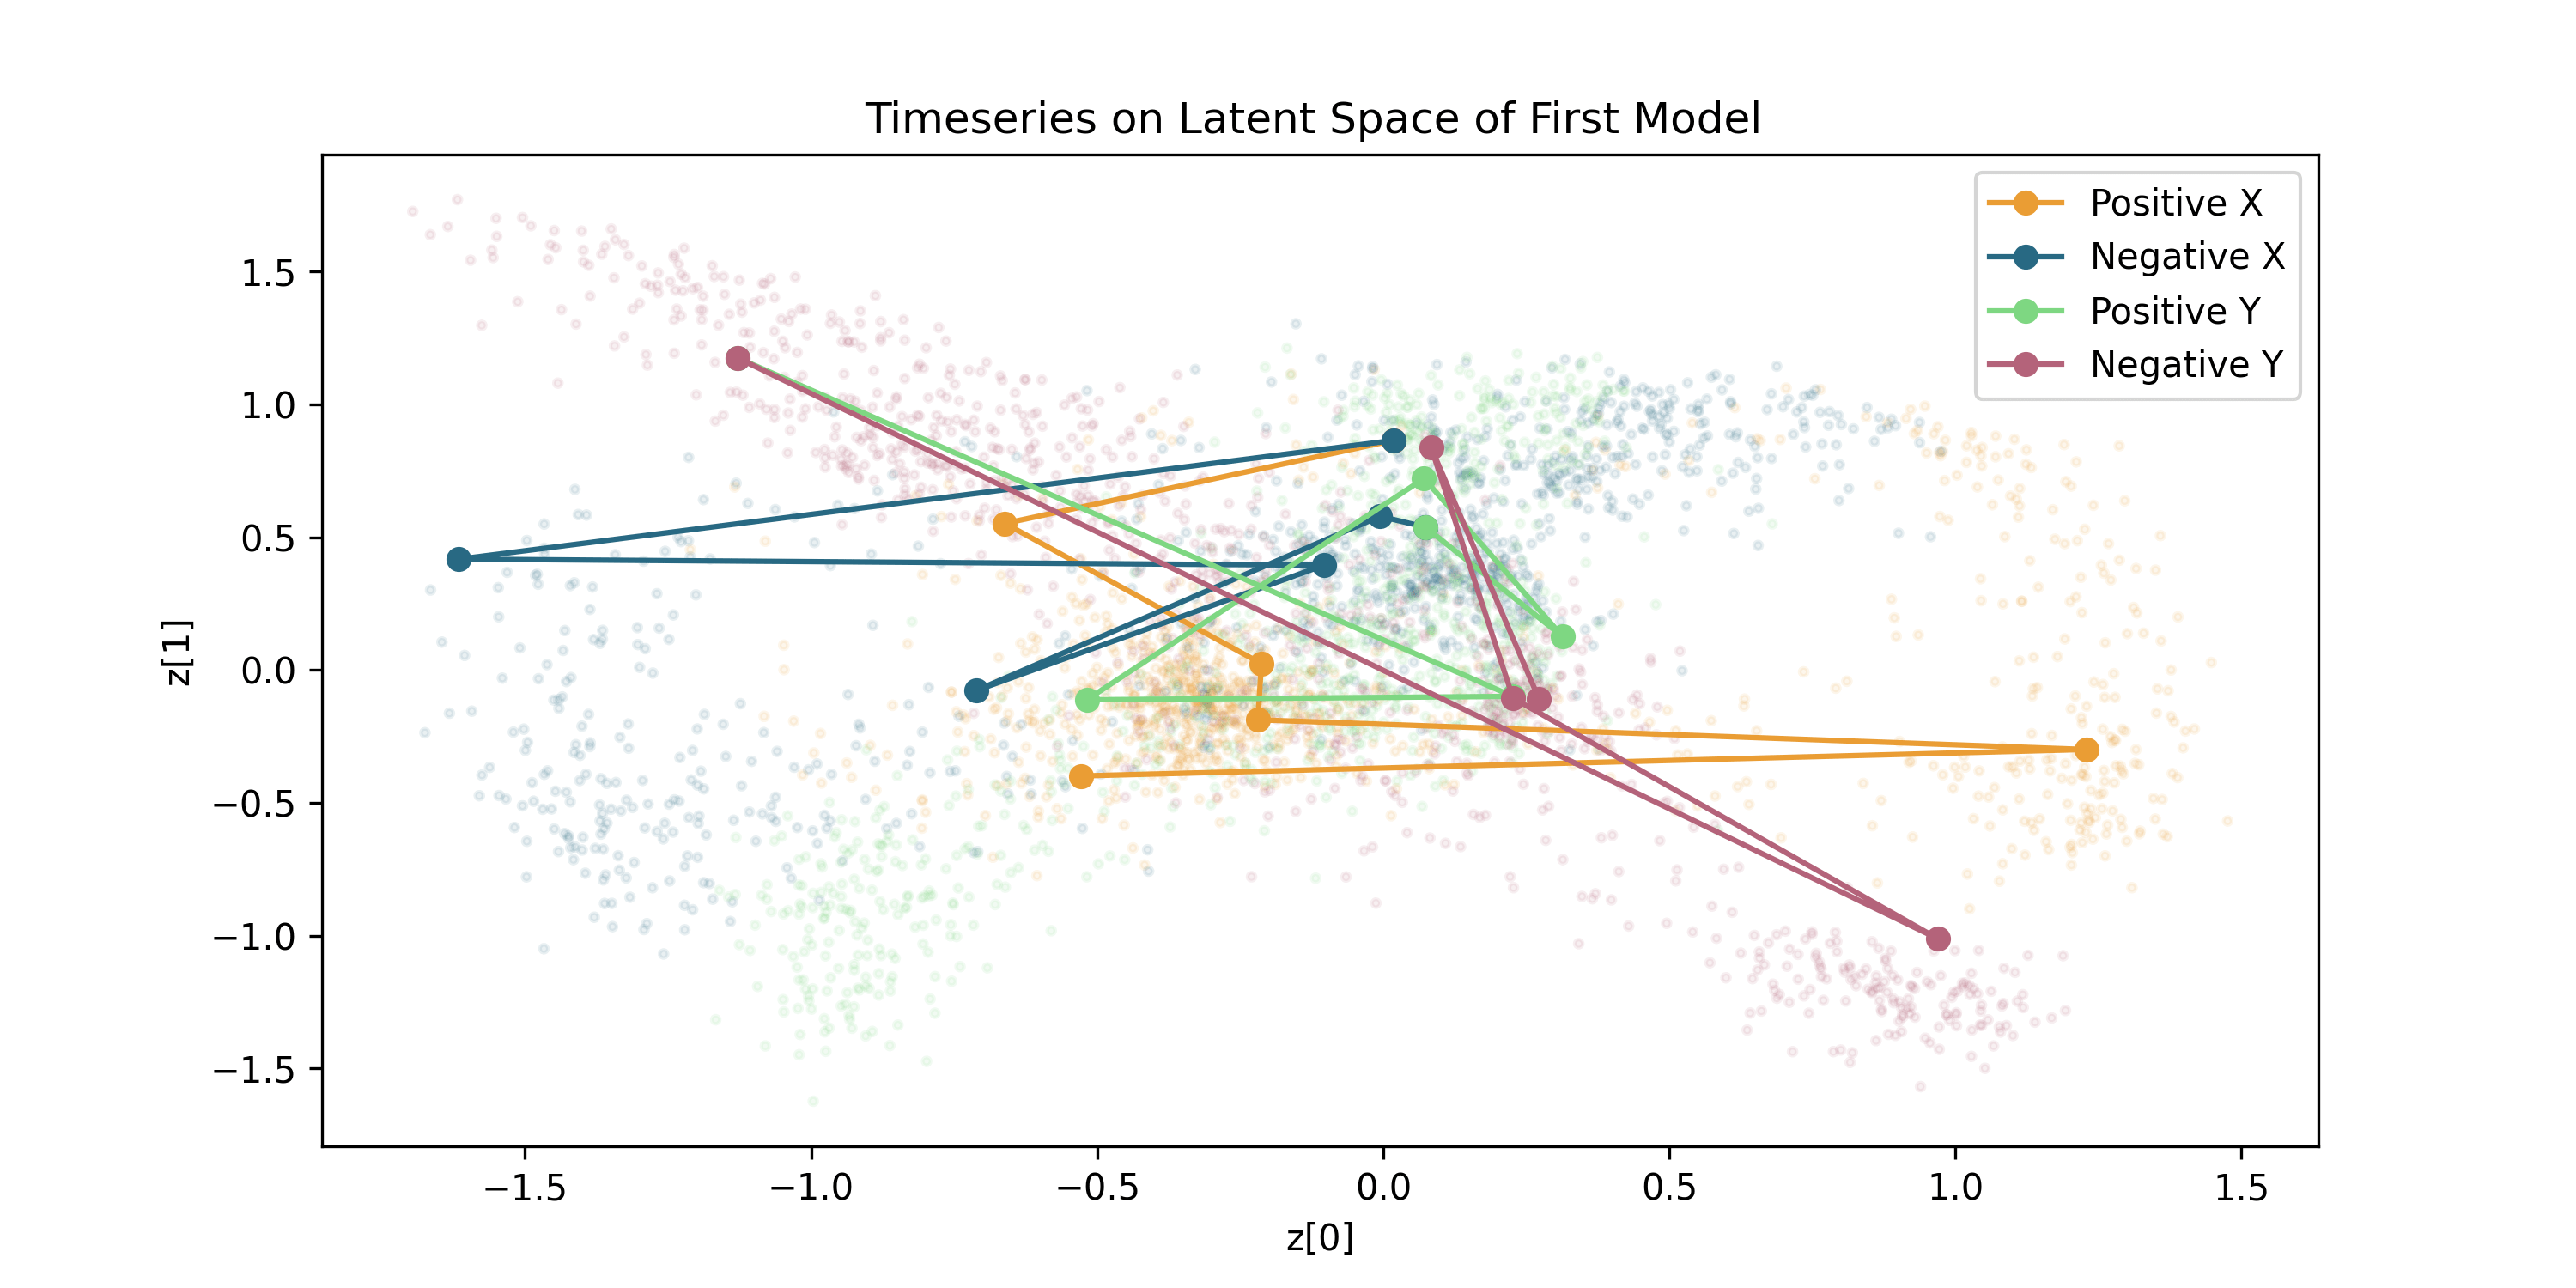 Timeseries on Latent Space of First Model
Positive X
Negative X
Positive Y
Negative Y
1.5
1.0
0.5
0.0
−0.5
−1.0
−1.5
z[1]
−1.5
−1.0
−0.5
0.0
0.5
1.0
1.5
z[0]